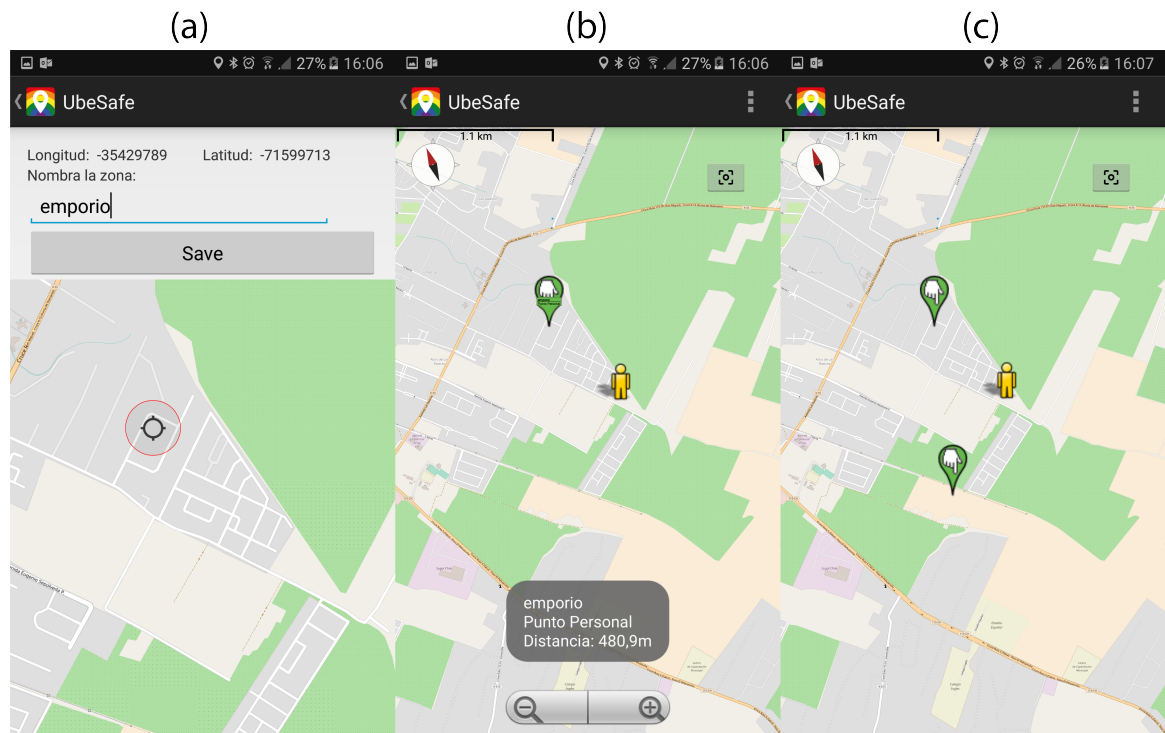 (a)
(b)
(c)
27% 16:06
27% 16:06
26% 16:07
UbeSafe
UbeSafe
UbeSafe
Longitud: -35429789 Latitud: -71599713
Nombra la zona:
emporio
Save
1.1 km
1.1 km
emporio
Punto Personal
Distancia: 480,9m